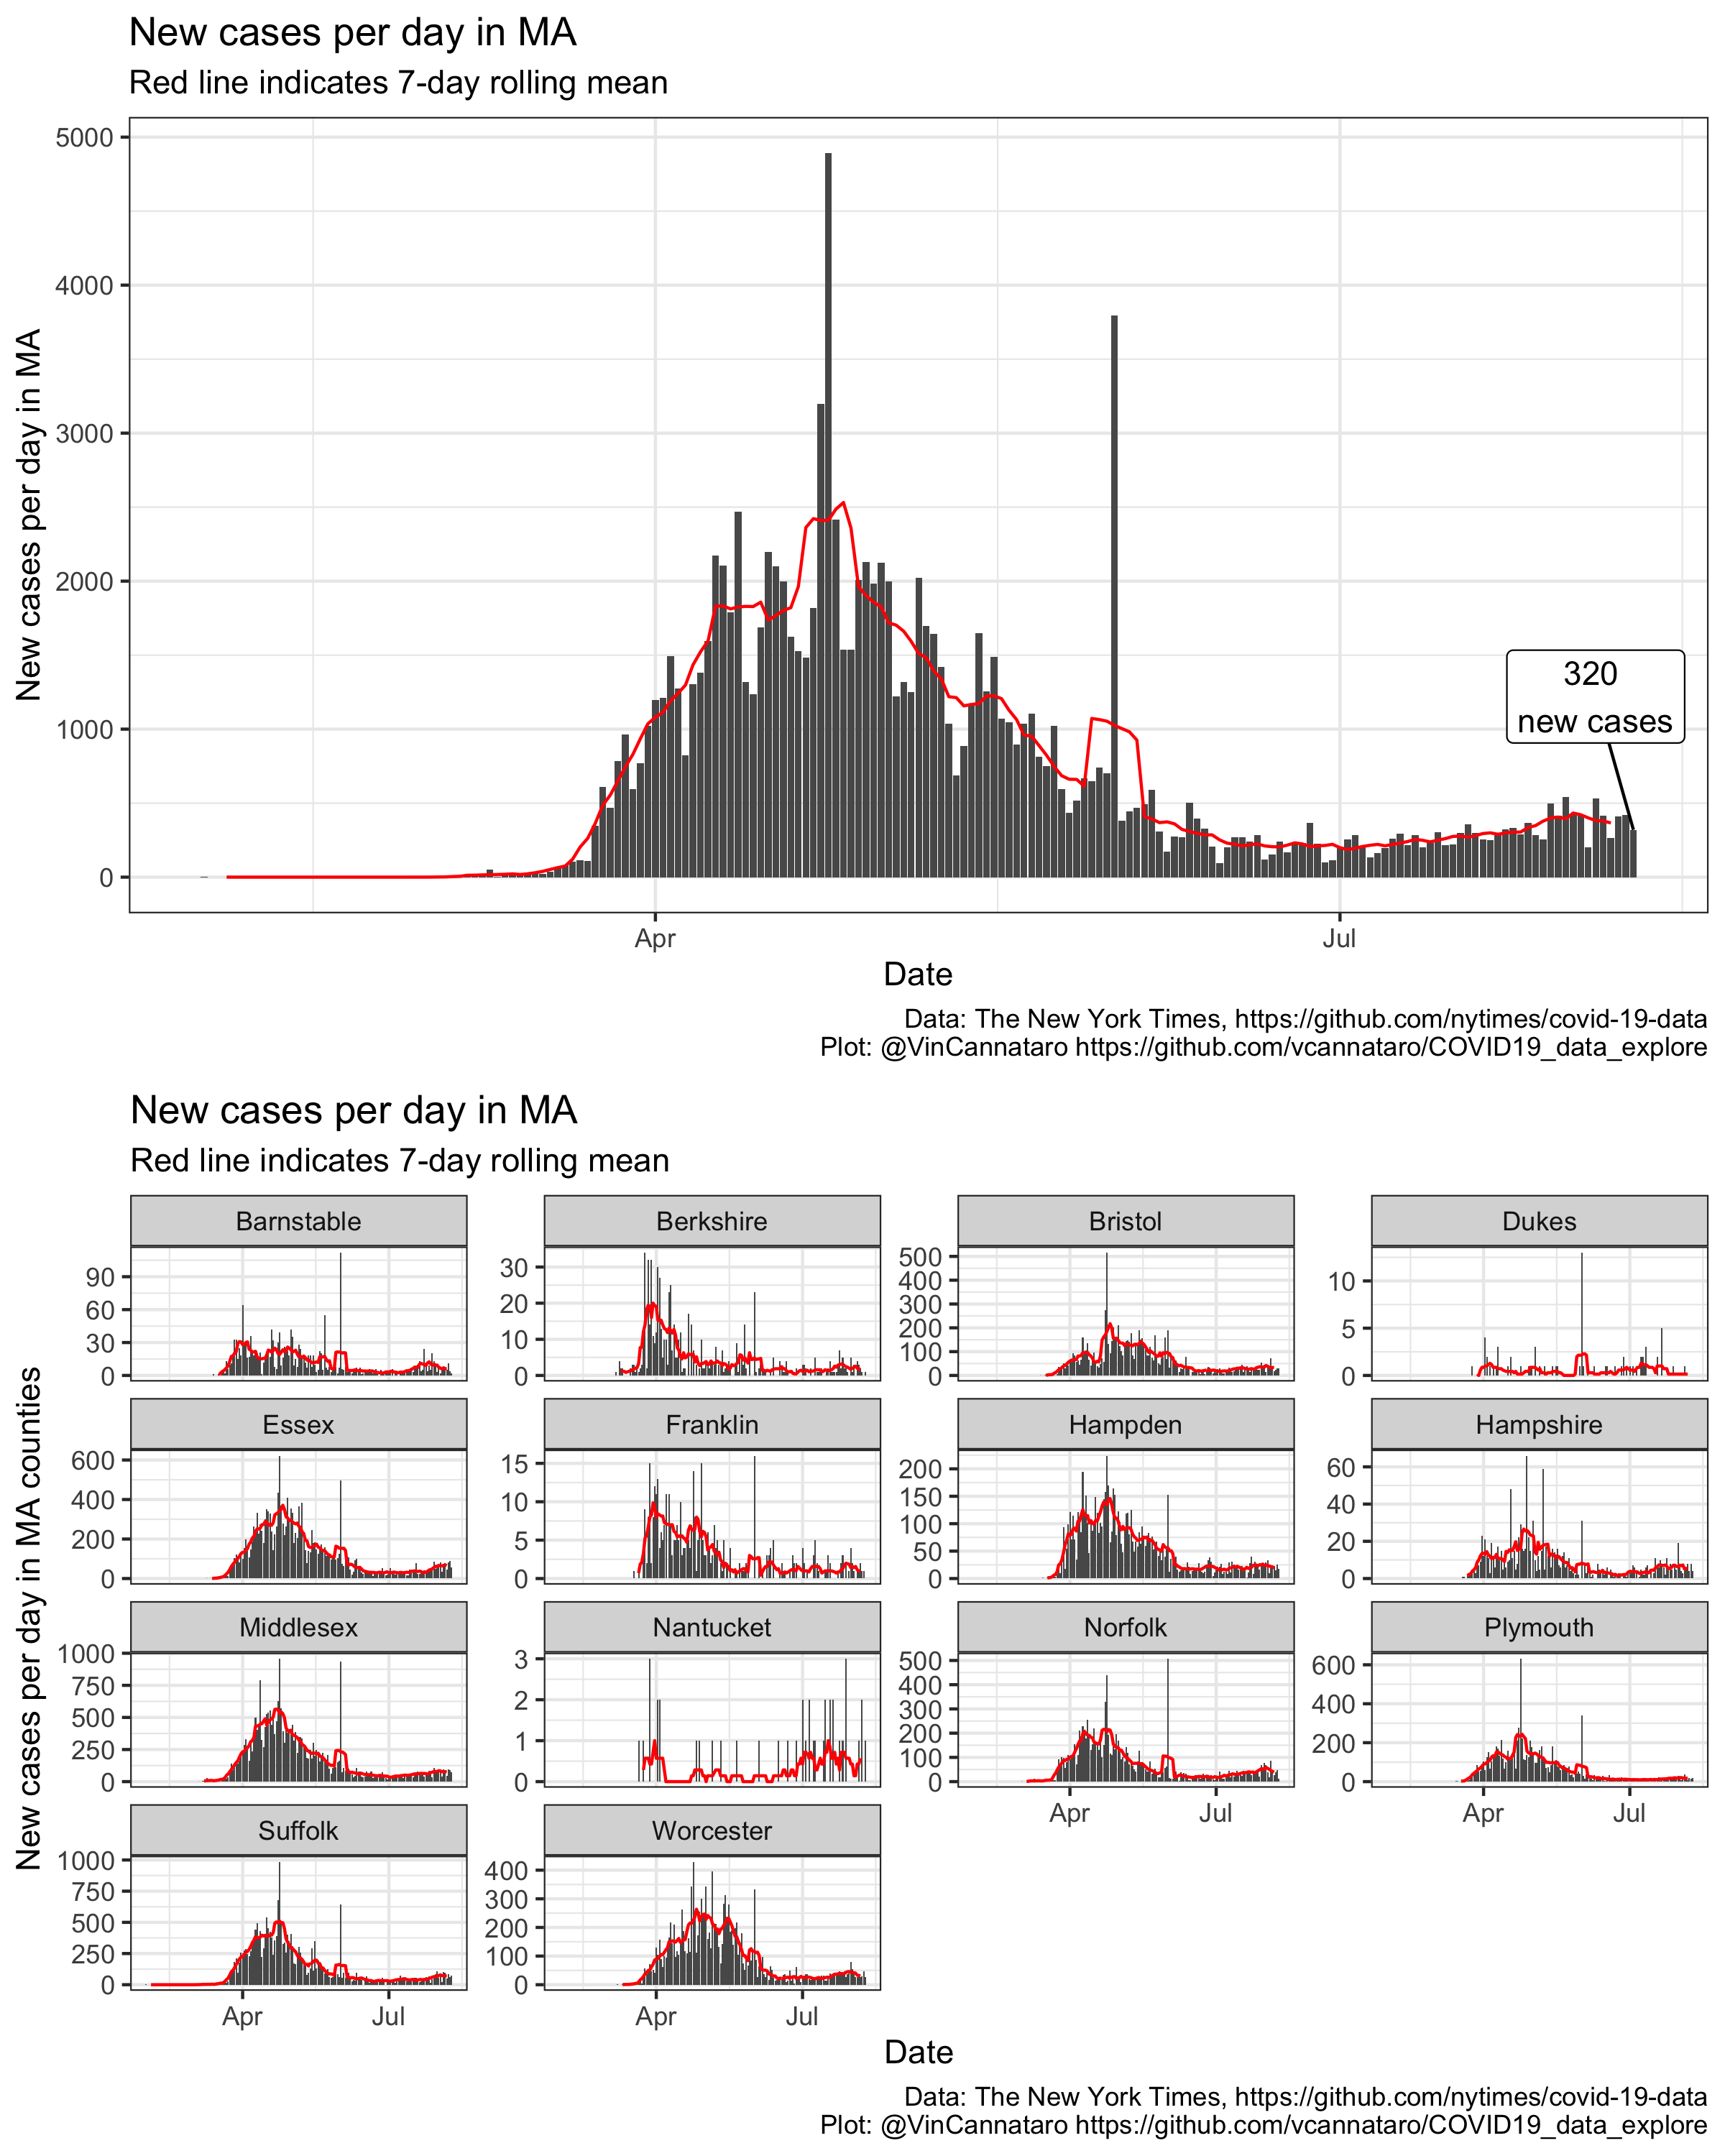 New cases per day in MA
Red line indicates 7-day rolling mean
New cases per day in MA
5000
4000
3000
2000
1000
0
320
new cases
Apr
Jul
Date
Data: The New York Times, https://github.com/nytimes/covid-19-data
Plot: @VinCannataro https://github.com/vcannataro/COVID19_data_explore
New cases per day in MA
Red line indicates 7-day rolling mean
New cases per day in MA counties
Barnstable
90
60
30
0
Berkshire
30
20
10
0
Bristol
500
400
300
200
100
0
Dukes
10
5
0
Essex
600
400
200
0
Franklin
15
10
5
0
Hampden
200
150
100
50
0
Hampshire
60
40
20
0
Middlesex
1000
750
500
250
0
Nantucket
3
2
1
0
Norfolk
500
400
300
200
100
0
Apr
Jul
Plymouth
600
400
200
0
Apr
Jul
Suffolk
1000
750
500
250
0
Apr
Jul
Worcester
400
300
200
100
0
Apr
Jul
Date
Data: The New York Times, https://github.com/nytimes/covid-19-data
Plot: @VinCannataro https://github.com/vcannataro/COVID19_data_explore